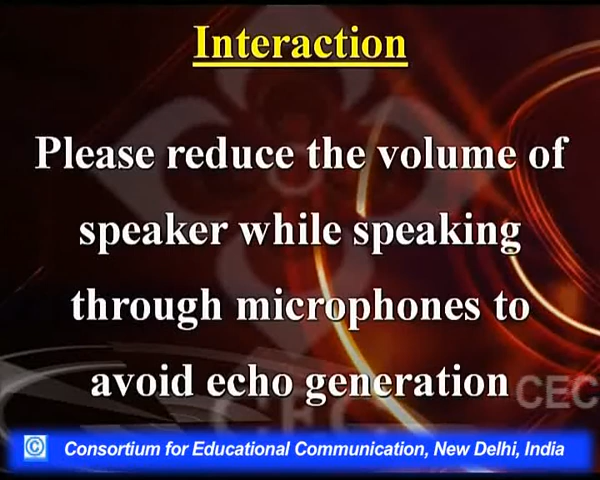 Interaction
Please reduce the volume of
speaker while speaking
through microphones to
avoid echo generation
CEC
C.E.C.
© Consortium for Educational Communication, New Delhi, India